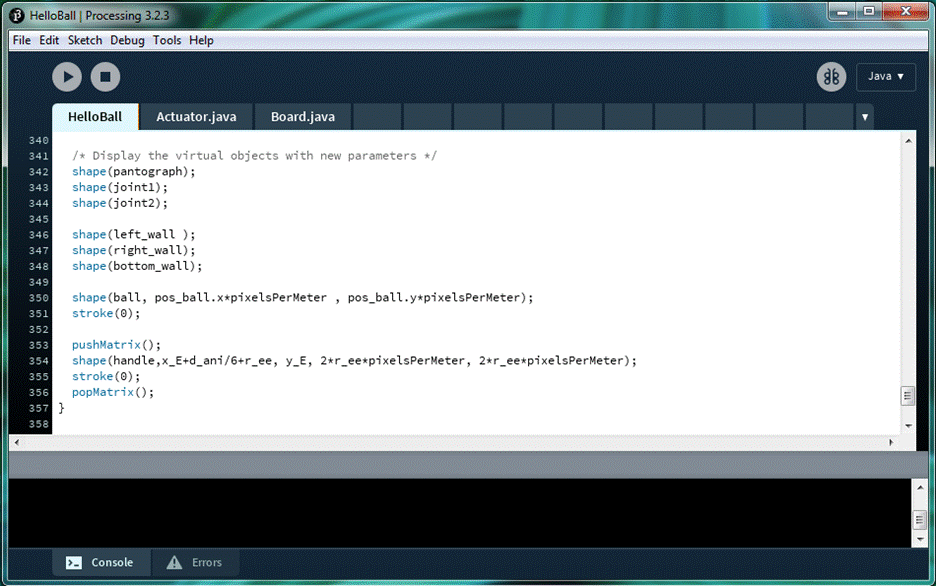 HelloBall | Processing 3.2.3
File Edit Sketch Debug Tools Help
Java ▼
HelloBall Actuator.java Board.java ▼
340
341 /* Display the virtual objects with new parameters */
342 shape(pantograph);
343 shape(joint1);
344 shape(joint2);
345
346 shape(left_wall );
347 shape(right_wall);
348 shape(bottom_wall);
349
350 shape(ball, pos_ball.x*pixelsPerMeter , pos_ball.y*pixelsPerMeter);
351 stroke(0);
352
353 pushMatrix();
354 shape(handle,x_E+d_ani/6+r_ee, y_E, 2*r_ee*pixelsPerMeter, 2*r_ee*pixelsPerMeter);
355 stroke(0);
356 popMatrix();
357 }
358
Console Errors